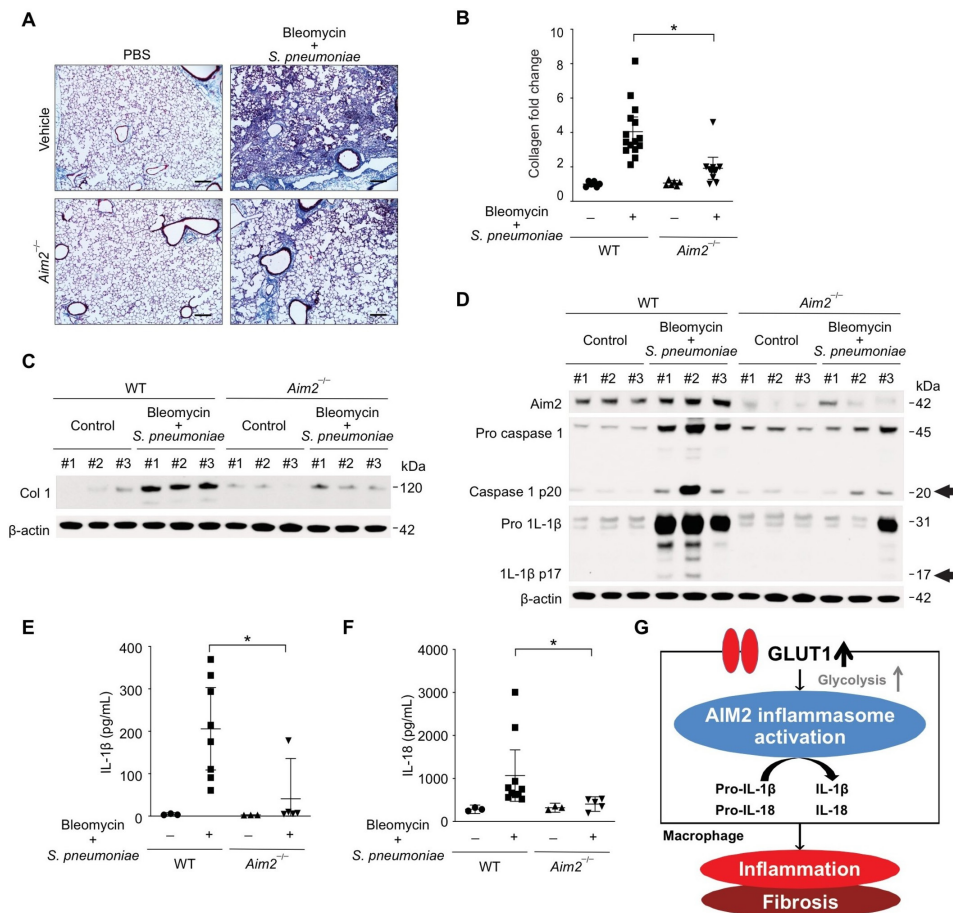 A
PBS
Bleomycin
+
S. pneumoniae
Vehicle
Aim2⁻/⁻
B
*
Collagen fold change
10
8
6
4
2
0
Bleomycin
+
S. pneumoniae
– + – +
WT Aim2⁻/⁻
C
WT Aim2⁻/⁻
Control
Bleomycin
+
S. pneumoniae
Control
Bleomycin
+
S. pneumoniae
#1 #2 #3 #1 #2 #3 #1 #2 #3 #1 #2 #3 kDa
Col 1 -120
β-actin -42
D
WT Aim2⁻/⁻
Control
Bleomycin
+
S. pneumoniae
Control
Bleomycin
+
S. pneumoniae
#1 #2 #3 #1 #2 #3 #1 #2 #3 #1 #2 #3 kDa
Aim2 -42
Pro caspase 1 -45
Caspase 1 p20 -20
Pro 1L-1β -31
1L-1β p17 -17
β-actin -42
E
*
IL-1β (pg/mL)
400
300
200
100
0
Bleomycin
+
S. pneumoniae
– + – +
WT Aim2⁻/⁻
F
*
IL-18 (pg/mL)
4000
3000
2000
1000
0
Bleomycin
+
S. pneumoniae
– + – +
WT Aim2⁻/⁻
G
GLUT1
Glycolysis
AIM2 inflammasome
activation
Pro-IL-1β IL-1β
Pro-IL-18 IL-18
Macrophage
Inflammation
Fibrosis